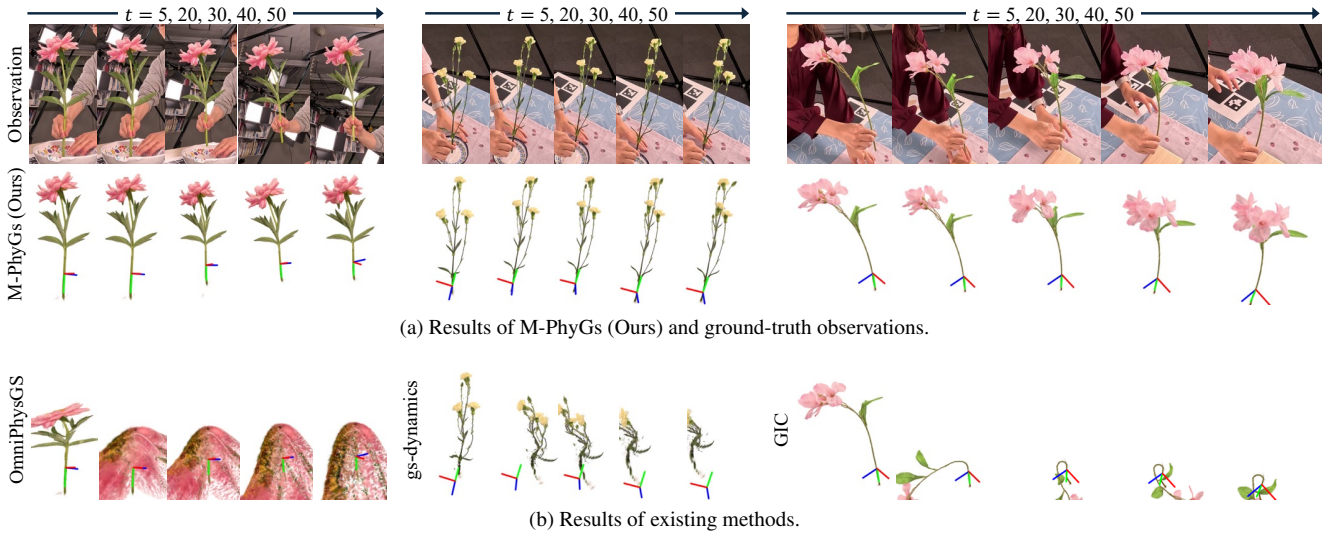 t = 5, 20, 30, 40, 50
t = 5, 20, 30, 40, 50
t = 5, 20, 30, 40, 50
Observation
M-PhyGs (Ours)
(a) Results of M-PhyGs (Ours) and ground-truth observations.
OmniPhysGS
gs-dynamics
GIC
(b) Results of existing methods.